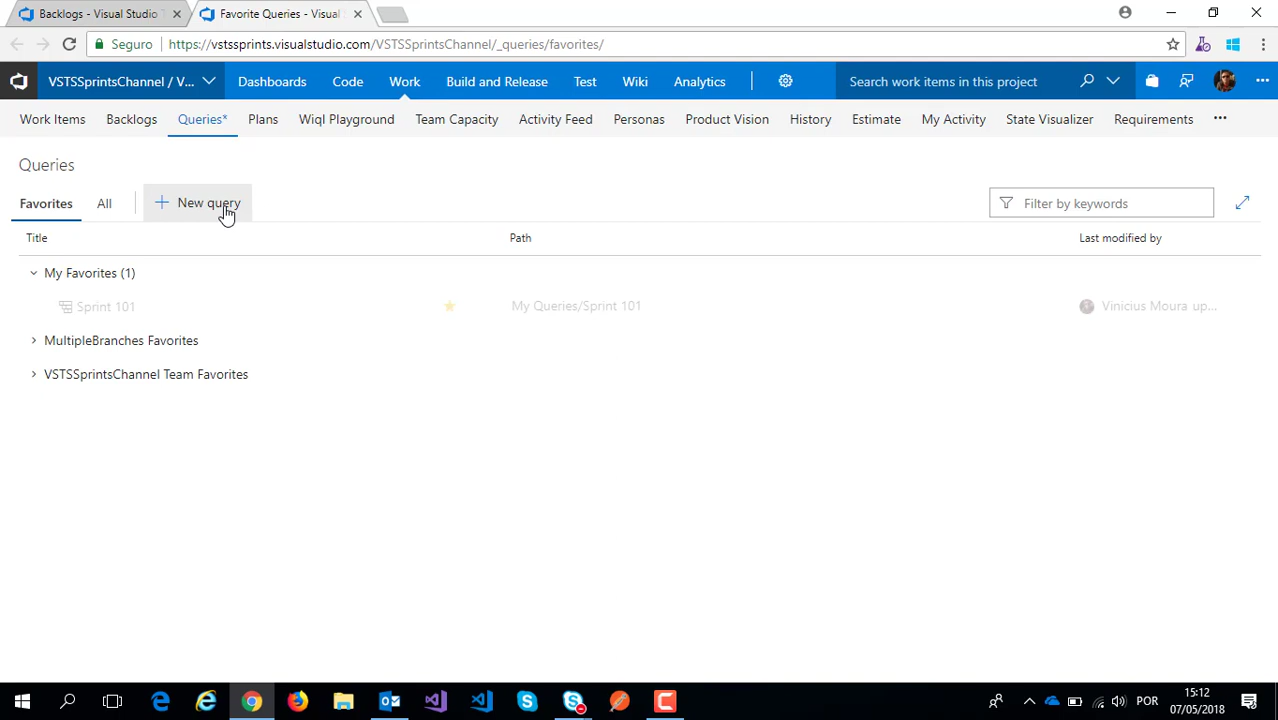 Backlogs - Visual Studio T
Favorite Queries - Visual
Seguro
https://vstssprints.visualstudio.com/VSTSSprintsChannel/_queries/favorites/
VSTSSprintsChannel / V...
Dashboards
Code
Work
Build and Release
Test
Wiki
Analytics
Search work items in this project
Work Items
Backlogs
Queries*
Plans
Wiql Playground
Team Capacity
Activity Feed
Personas
Product Vision
History
Estimate
My Activity
State Visualizer
Requirements
Queries
Favorites
All
New query
Filter by keywords
Title
Path
Last modified by
My Favorites (1)
Sprint 101
My Queries/Sprint 101
Vinicius Moura up...
MultipleBranches Favorites
VSTSSprintsChannel Team Favorites
POR
15:12
07/05/2018